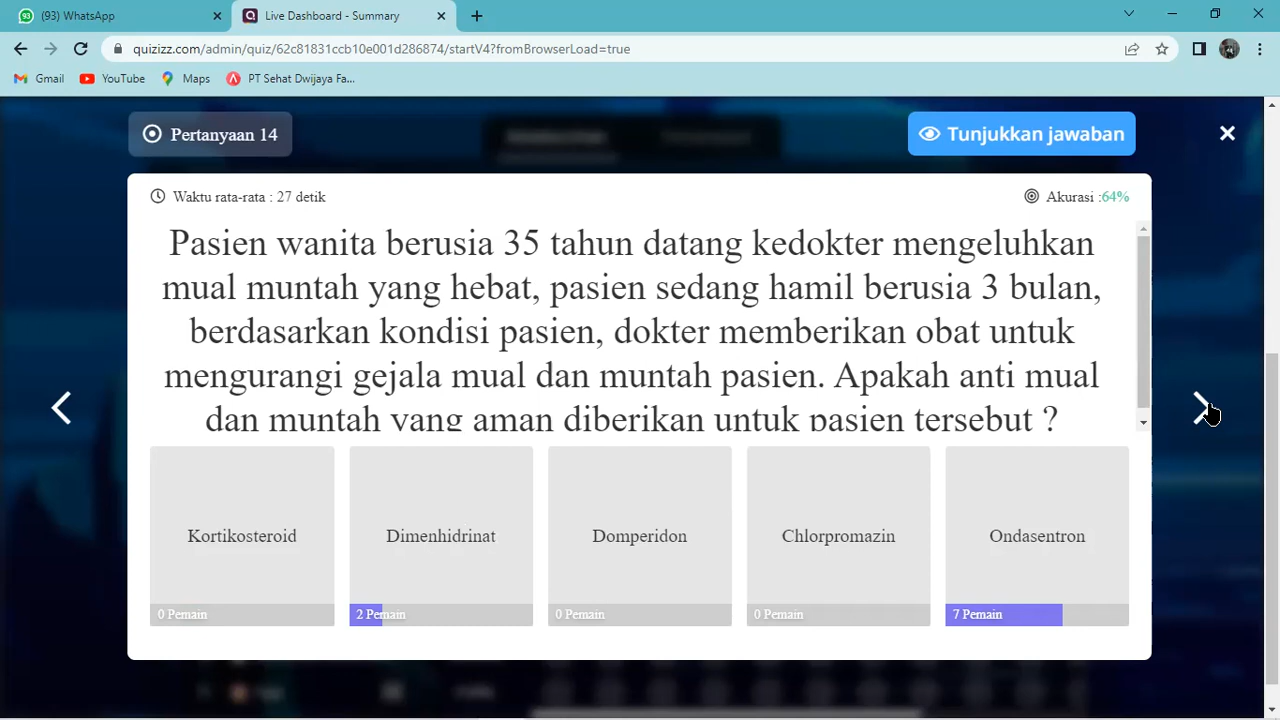 (93) WhatsApp
Live Dashboard - Summary
quizizz.com/admin/quiz/62c81831ccb10e001d286874/startV4?fromBrowserLoad=true
Gmail YouTube Maps PT Sehat Dwijaya Fa...
Pertanyaan 14
Tunjukkan jawaban
Waktu rata-rata : 27 detik
Akurasi :64%
Pasien wanita berusia 35 tahun datang kedokter mengeluhkan
mual muntah yang hebat, pasien sedang hamil berusia 3 bulan,
berdasarkan kondisi pasien, dokter memberikan obat untuk
mengurangi gejala mual dan muntah pasien. Apakah anti mual
dan muntah yang aman diberikan untuk pasien tersebut ?
Kortikosteroid
Dimenhidrinat
Domperidon
Chlorpromazin
Ondasentron
0 Pemain
2 Pemain
0 Pemain
0 Pemain
7 Pemain